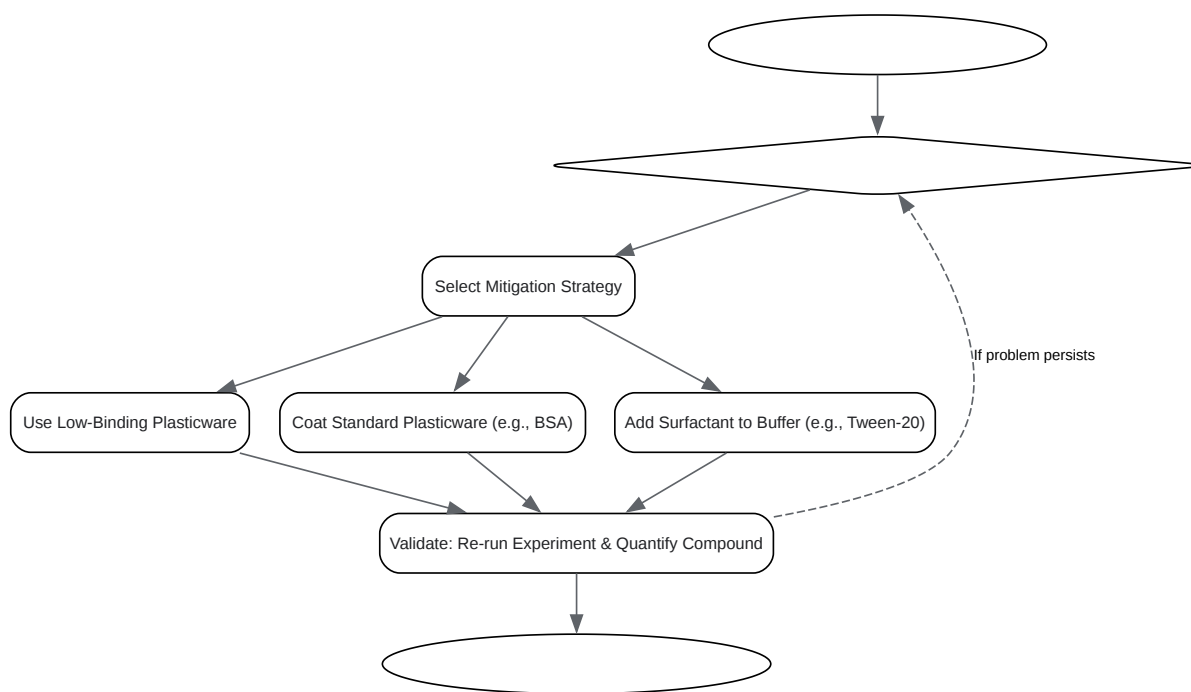 Select Mitigation Strategy
If problem persists
Use Low-Binding Plasticware
Coat Standard Plasticware (e.g., BSA)
Add Surfactant to Buffer (e.g., Tween-20)
Validate: Re-run Experiment & Quantify Compound